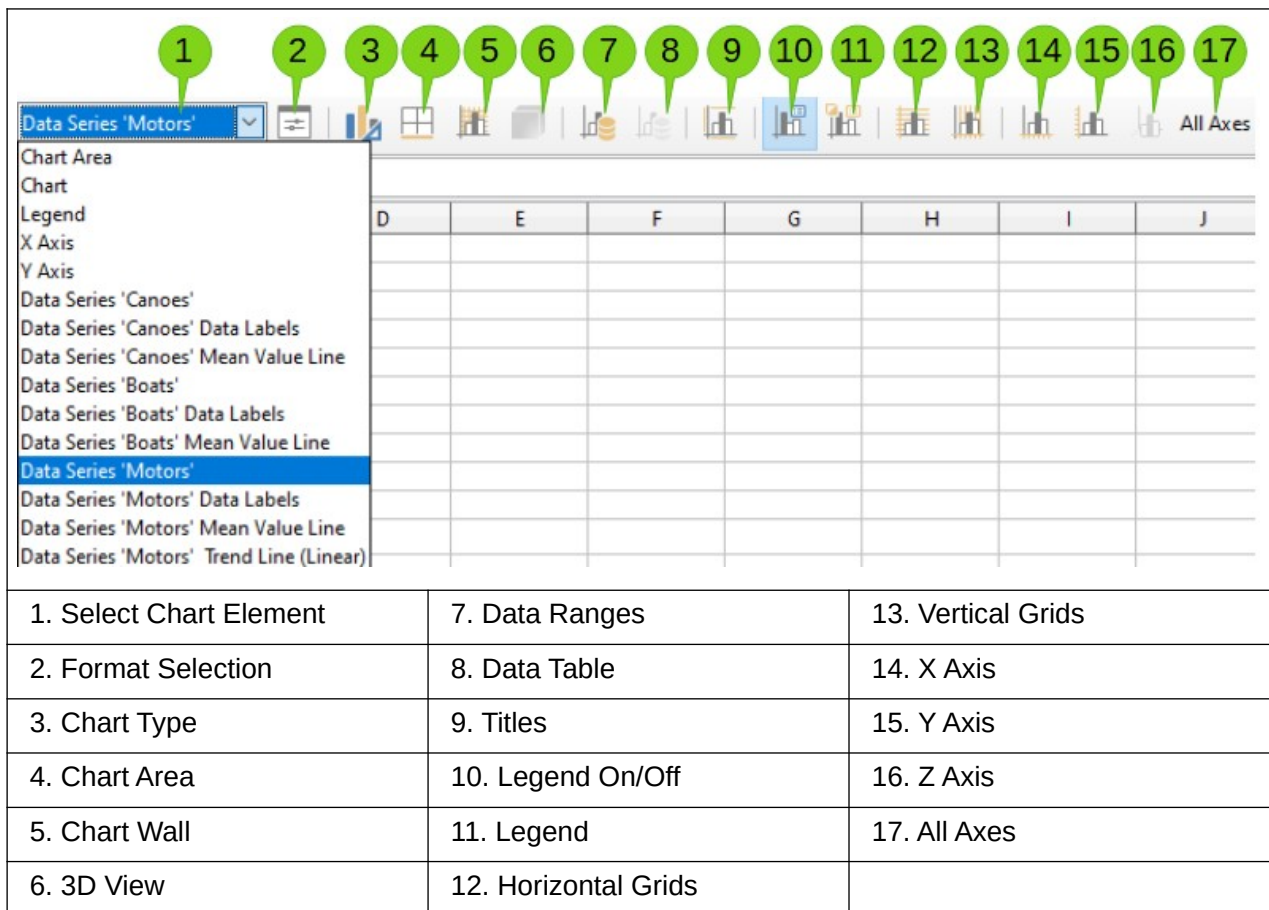 1 2 3 4 5 6 7 8 9 10 11 12 13 14 15 16 17
Data Series 'Motors' All Axes
Chart Area
Chart
Legend
X Axis
Y Axis
Data Series 'Canoes'
Data Series 'Canoes' Data Labels
Data Series 'Canoes' Mean Value Line
Data Series 'Boats'
Data Series 'Boats' Data Labels
Data Series 'Boats' Mean Value Line
Data Series 'Motors'
Data Series 'Motors' Data Labels
Data Series 'Motors' Mean Value Line
Data Series 'Motors' Trend Line (Linear)
D E F G H I J
1. Select Chart Element 7. Data Ranges 13. Vertical Grids
2. Format Selection 8. Data Table 14. X Axis
3. Chart Type 9. Titles 15. Y Axis
4. Chart Area 10. Legend On/Off 16. Z Axis
5. Chart Wall 11. Legend 17. All Axes
6. 3D View 12. Horizontal Grids